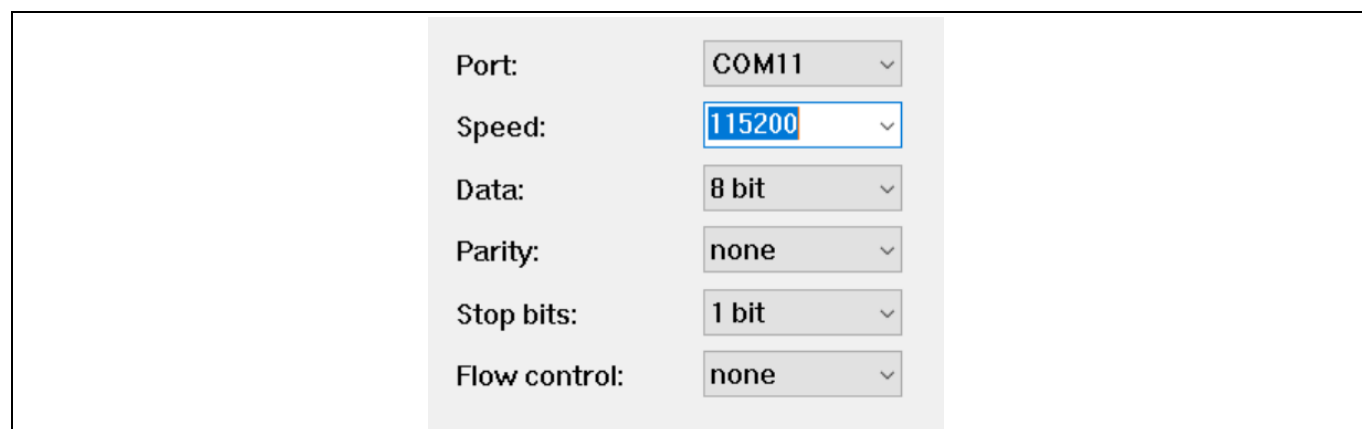 Port: COM11
Speed: 115200
Data: 8 bit
Parity: none
Stop bits: 1 bit
Flow control: none